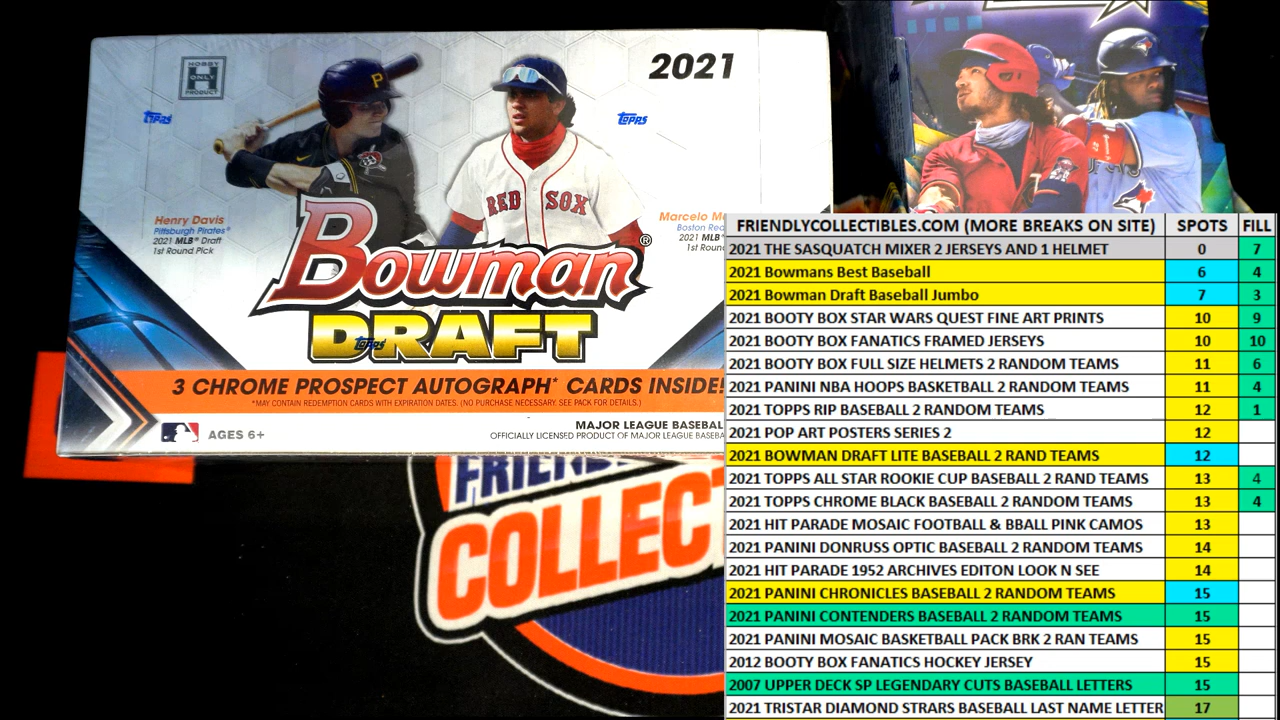 HOBBY
H
ONLY
PRODUCT
2021
Topps
Topps
P
RED SOX
Henry Davis
Pittsburgh Pirates®
2021 MLB® Draft
1st Round Pick
Marcelo M
Boston Red
2021 MLB®
1st Roun
Bowman®
DRAFT
Topps
3 CHROME PROSPECT AUTOGRAPH* CARDS INSIDE!
*MAY CONTAIN REDEMPTION CARDS WITH EXPIRATION DATES. (NO PURCHASE NECESSARY. SEE PACK FOR DETAILS.)
AGES 6+
MAJOR LEAGUE BASEBAL
OFFICIALLY LICENSED PRODUCT OF MAJOR LEAGUE BASEBA
FRIEND
COLLECT
FRIENDLYCOLLECTIBLES.COM (MORE BREAKS ON SITE) SPOTS FILL
2021 THE SASQUATCH MIXER 2 JERSEYS AND 1 HELMET 0 7
2021 Bowmans Best Baseball 6 4
2021 Bowman Draft Baseball Jumbo 7 3
2021 BOOTY BOX STAR WARS QUEST FINE ART PRINTS 10 9
2021 BOOTY BOX FANATICS FRAMED JERSEYS 10 10
2021 BOOTY BOX FULL SIZE HELMETS 2 RANDOM TEAMS 11 6
2021 PANINI NBA HOOPS BASKETBALL 2 RANDOM TEAMS 11 4
2021 TOPPS RIP BASEBALL 2 RANDOM TEAMS 12 1
2021 POP ART POSTERS SERIES 2 12
2021 BOWMAN DRAFT LITE BASEBALL 2 RAND TEAMS 12
2021 TOPPS ALL STAR ROOKIE CUP BASEBALL 2 RAND TEAMS 13 4
2021 TOPPS CHROME BLACK BASEBALL 2 RANDOM TEAMS 13 4
2021 HIT PARADE MOSAIC FOOTBALL & BBALL PINK CAMOS 13
2021 PANINI DONRUSS OPTIC BASEBALL 2 RANDOM TEAMS 14
2021 HIT PARADE 1952 ARCHIVES EDITON LOOK N SEE 14
2021 PANINI CHRONICLES BASEBALL 2 RANDOM TEAMS 15
2021 PANINI CONTENDERS BASEBALL 2 RANDOM TEAMS 15
2021 PANINI MOSAIC BASKETBALL PACK BRK 2 RAN TEAMS 15
2012 BOOTY BOX FANATICS HOCKEY JERSEY 15
2007 UPPER DECK SP LEGENDARY CUTS BASEBALL LETTERS 15
2021 TRISTAR DIAMOND STRARS BASEBALL LAST NAME LETTER 17